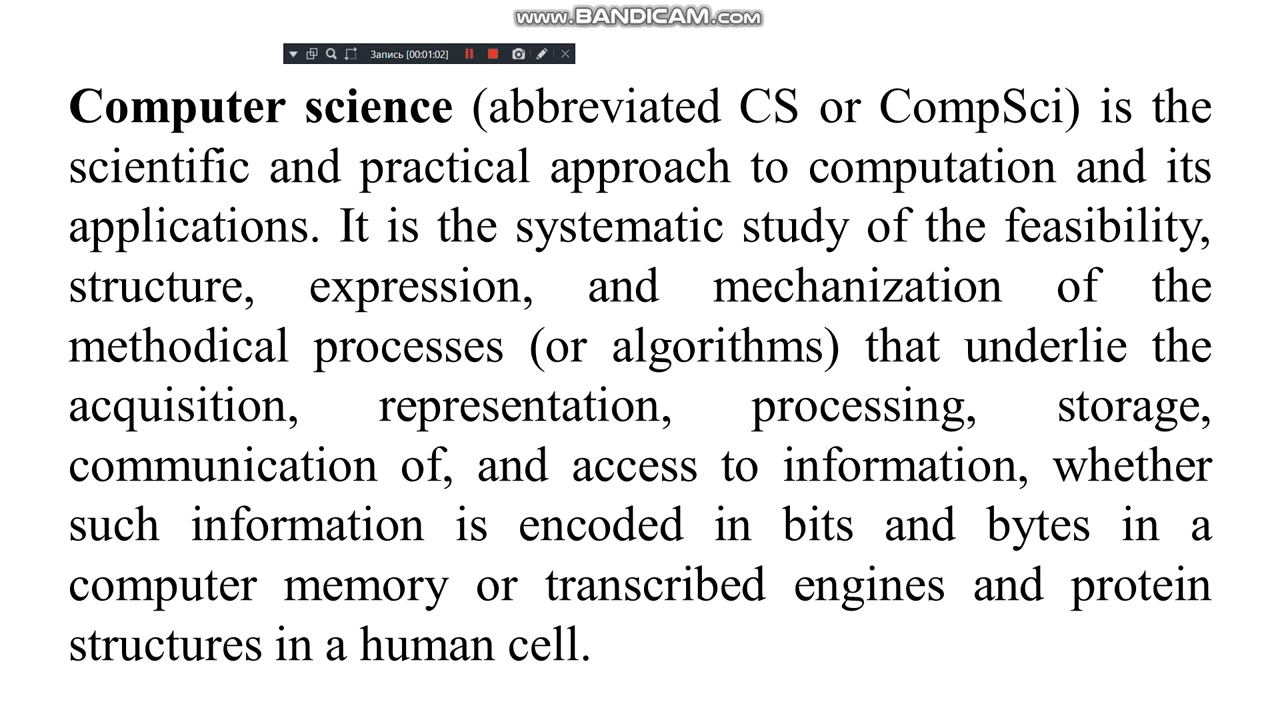 www.BANDICAM.com
Запись [00:01:02]
Computer science (abbreviated CS or CompSci) is the
scientific and practical approach to computation and its
applications. It is the systematic study of the feasibility,
structure, expression, and mechanization of the
methodical processes (or algorithms) that underlie the
acquisition, representation, processing, storage,
communication of, and access to information, whether
such information is encoded in bits and bytes in a
computer memory or transcribed engines and protein
structures in a human cell.